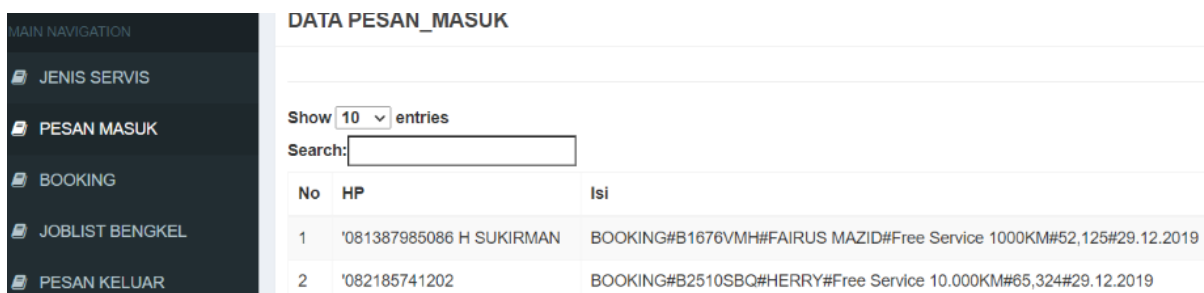 MAIN NAVIGATION
JENIS SERVIS
PESAN MASUK
BOOKING
JOBLIST BENGKEL
PESAN KELUAR
DATA PESAN_MASUK
Show 10 entries
Search:
No HP Isi
1 '081387985086 H SUKIRMAN BOOKING#B1676VMH#FAIRUS MAZID#Free Service 1000KM#52,125#29.12.2019
2 '082185741202 BOOKING#B2510SBQ#HERRY#Free Service 10.000KM#65,324#29.12.2019